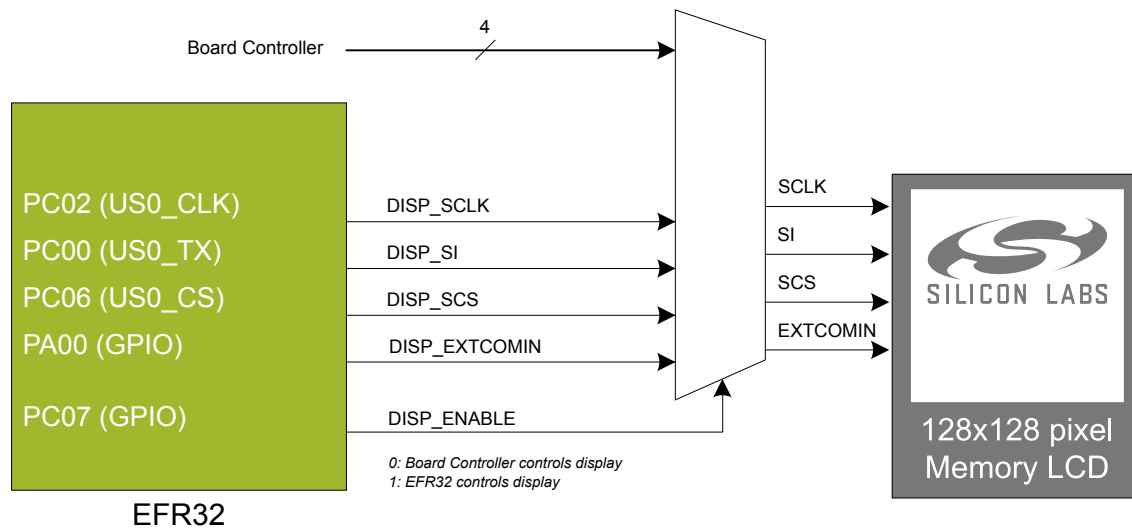 4
Board Controller
PC02 (US0_CLK)
DISP_SCLK
SCLK
PC00 (US0_TX)
DISP_SI
SI
PC06 (US0_CS)
DISP_SCS
SCS
PA00 (GPIO)
DISP_EXTCOMIN
EXTCOMIN
PC07 (GPIO)
DISP_ENABLE
0: Board Controller controls display
1: EFR32 controls display
EFR32
SILICON LABS
128x128 pixel
Memory LCD